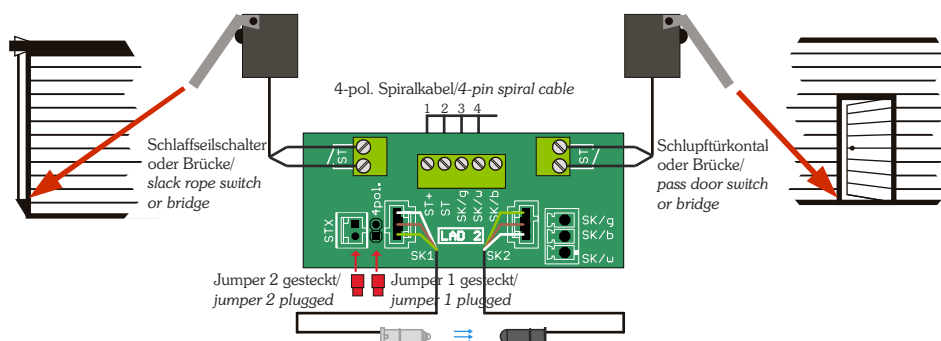 4-pol. Spiralkabel/4-pin spiral cable
1 2 3 4
Schlaffseilschalter
oder Brücke/
slack rope switch
or bridge
Schlupftürkontal
oder Brücke/
pass door switch
or bridge
ST
ST
ST+
ST
SK/g
SK/w
SK/b
STX
4pol.
LAD 2
SK1
SK2
SK/g
SK/b
SK/w
Jumper 2 gesteckt/
jumper 2 plugged
Jumper 1 gesteckt/
jumper 1 plugged